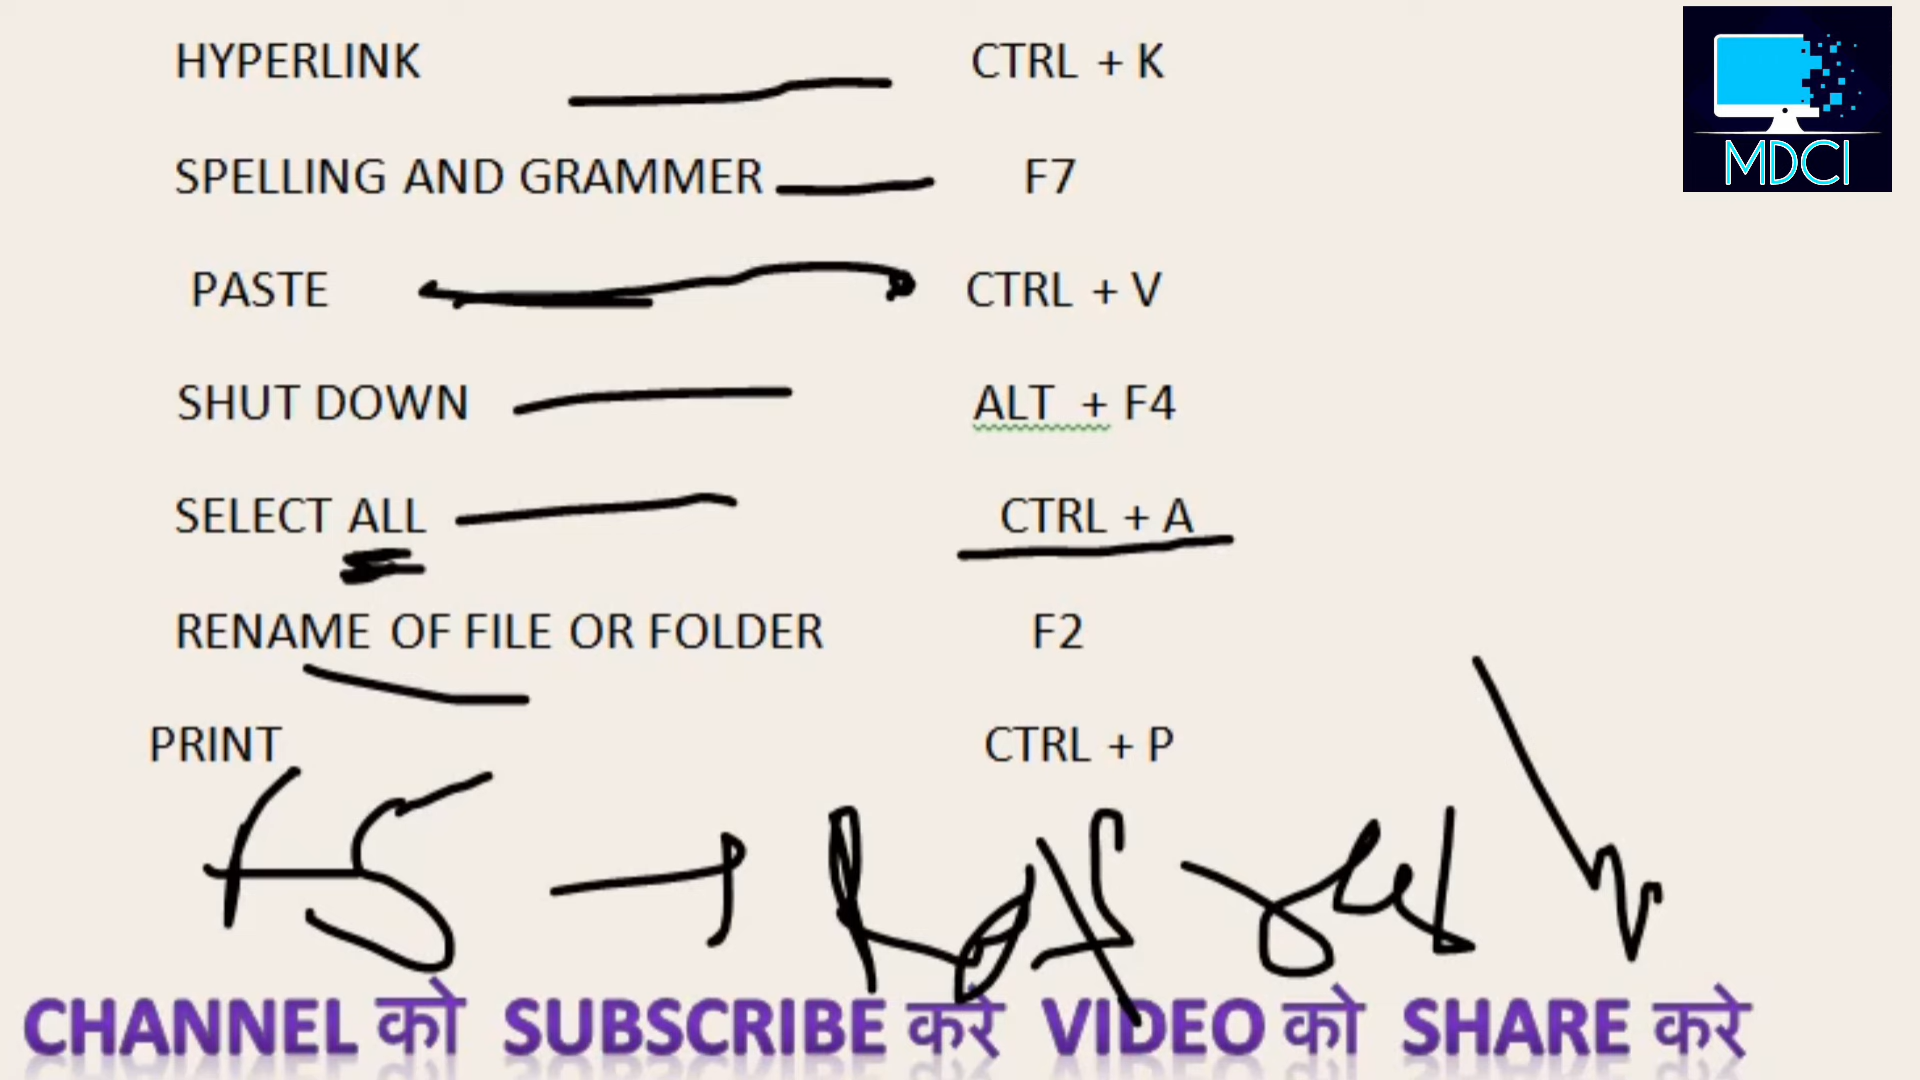 HYPERLINK CTRL + K
MDCI
SPELLING AND GRAMMER F7
PASTE CTRL + V
SHUT DOWN ALT + F4
SELECT ALL CTRL + A
RENAME OF FILE OR FOLDER F2
PRINT CTRL + P
F5
CHANNEL को SUBSCRIBE करे VIDEO को SHARE करे